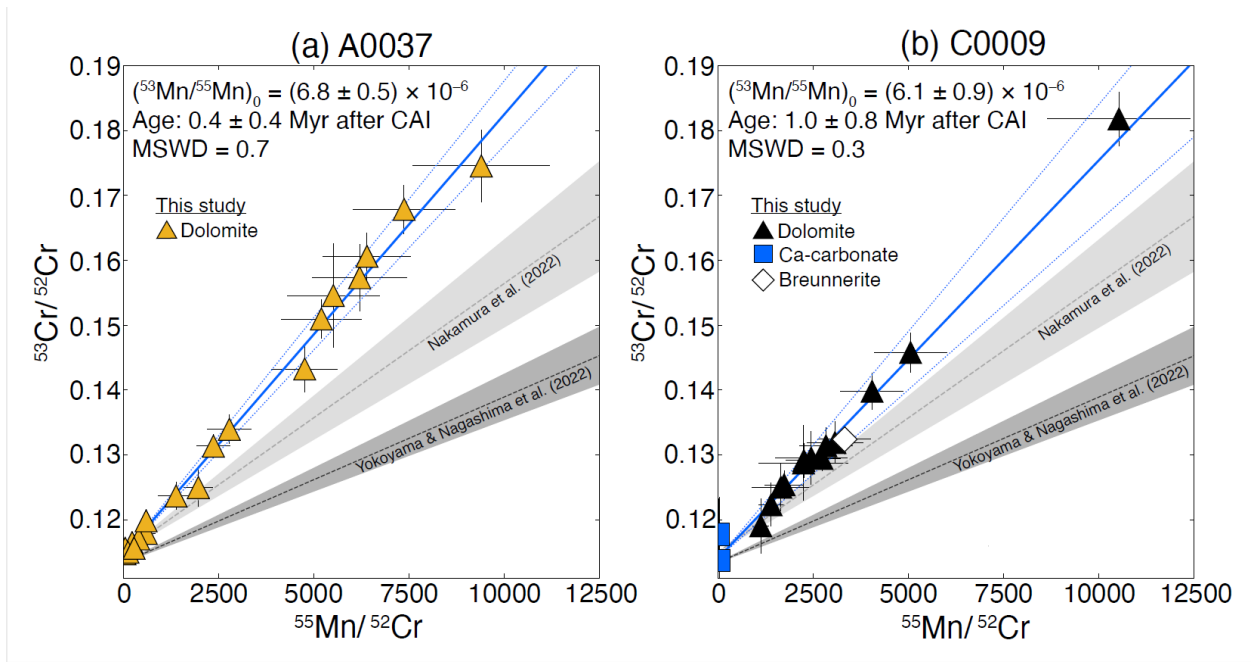 (a) A0037
(⁵³Mn/⁵⁵Mn)₀ = (6.8 ± 0.5) × 10⁻⁶
Age: 0.4 ± 0.4 Myr after CAI
MSWD = 0.7
This study
Dolomite
Nakamura et al. (2022)
Yokoyama & Nagashima et al. (2022)
⁵³Cr/⁵²Cr
0.19
0.18
0.17
0.16
0.15
0.14
0.13
0.12
0 2500 5000 7500 10000 12500
⁵⁵Mn/⁵²Cr
(b) C0009
(⁵³Mn/⁵⁵Mn)₀ = (6.1 ± 0.9) × 10⁻⁶
Age: 1.0 ± 0.8 Myr after CAI
MSWD = 0.3
This study
Dolomite
Ca-carbonate
Breunnerite
Nakamura et al. (2022)
Yokoyama & Nagashima et al. (2022)
⁵³Cr/⁵²Cr
0.19
0.18
0.17
0.16
0.15
0.14
0.13
0.12
0 2500 5000 7500 10000 12500
⁵⁵Mn/⁵²Cr